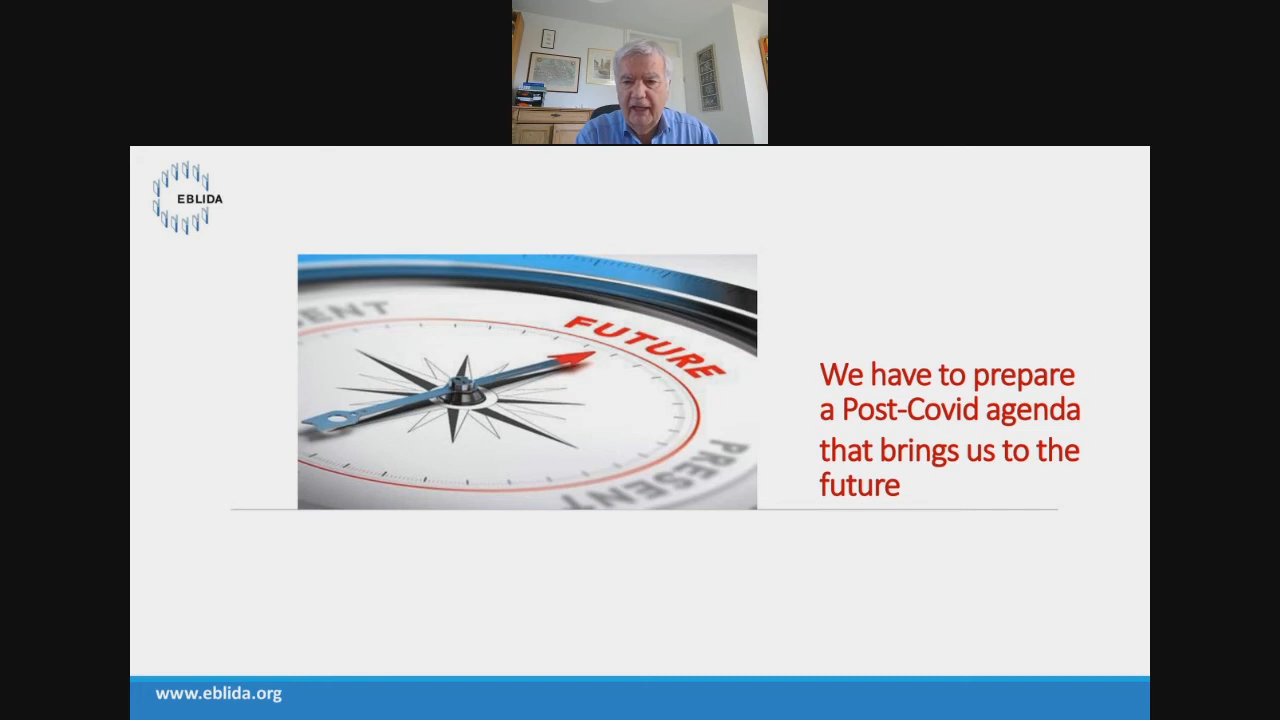 EBLIDA
ENT
FUTURE
PRESENT
We have to prepare
a Post-Covid agenda
that brings us to the
future
www.eblida.org